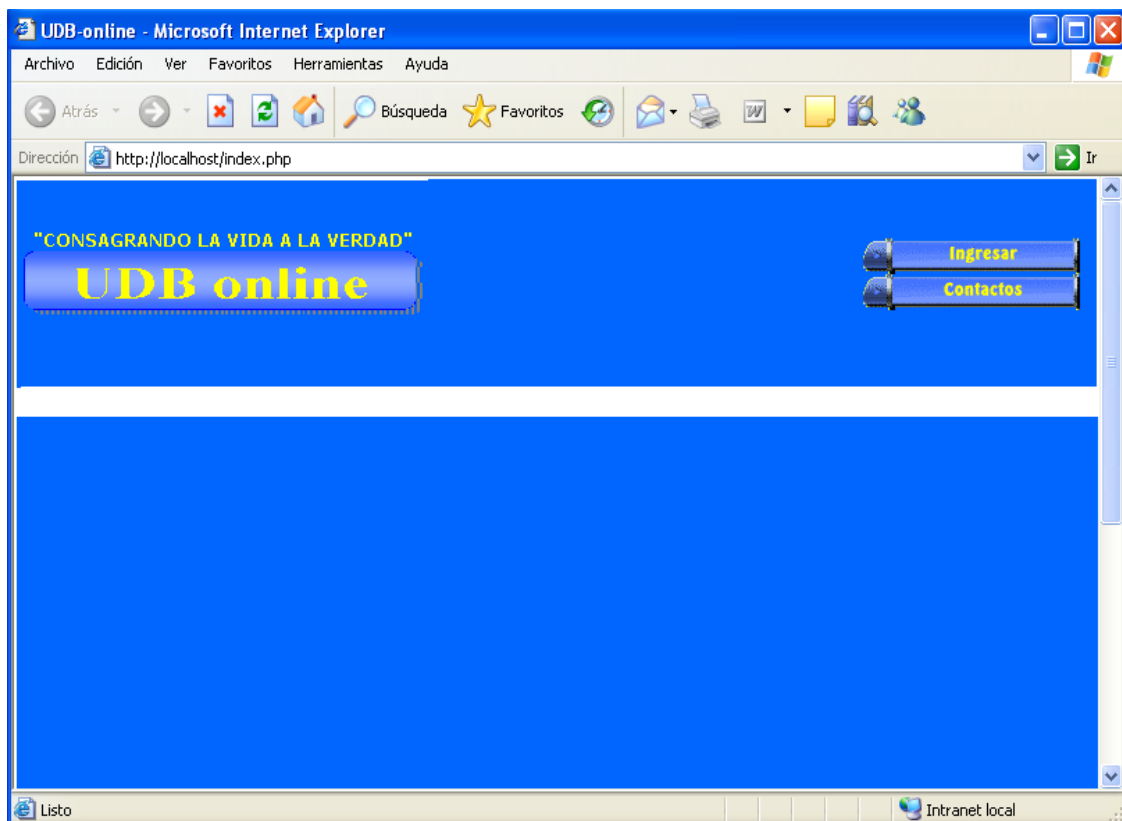 UDB-online - Microsoft Internet Explorer
Archivo Edición Ver Favoritos Herramientas Ayuda
Atrás Búsqueda Favoritos
Dirección http://localhost/index.php Ir
"CONSAGRANDO LA VIDA A LA VERDAD"
UDB online
Ingresar
Contactos
Listo Intranet local